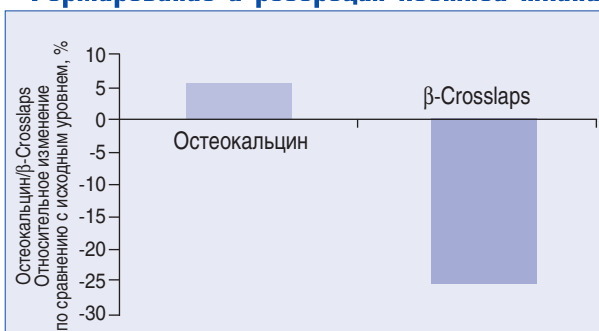 Остеокальцин/β-Crosslaps
Относительное изменение
по сравнению с исходным уровнем, %
10
5
0
-5
-10
-15
-20
-25
-30
Остеокальцин
β-Crosslaps